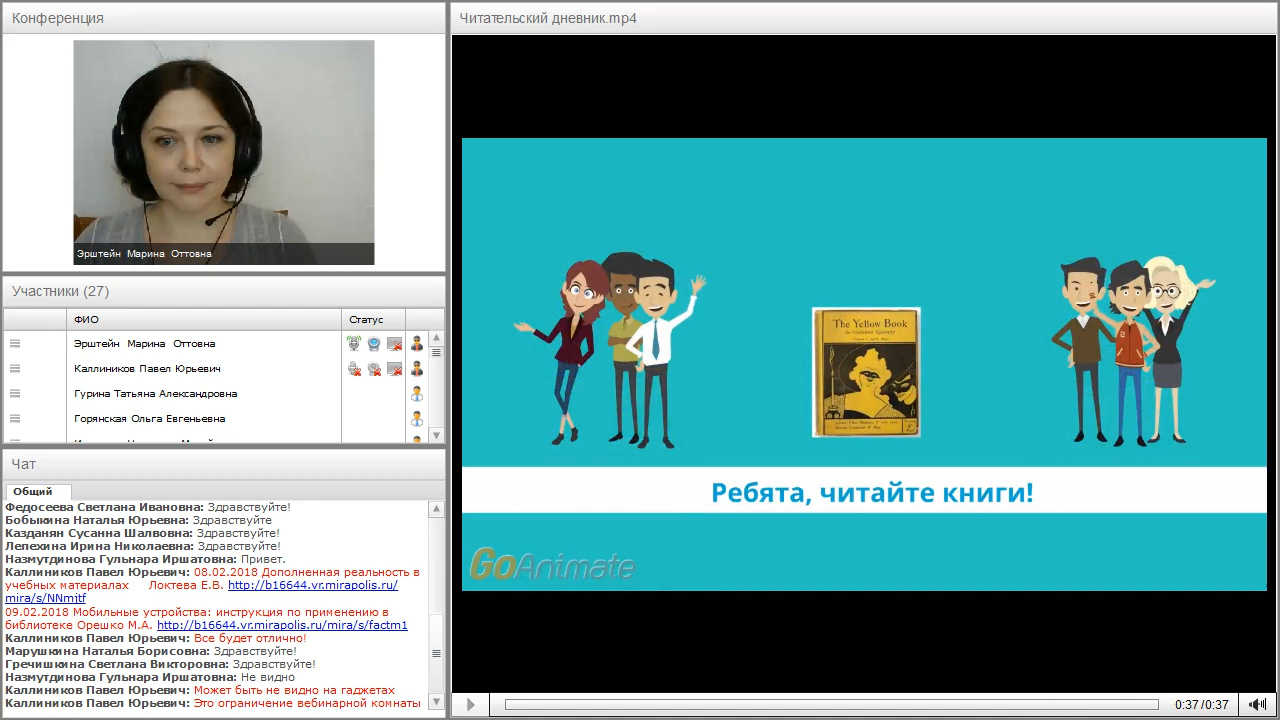 Конференция
Эрштейн Марина Оттовна
Участники (27)
ФИО
Статус
Эрштейн Марина Оттовна
Каллиников Павел Юрьевич
Гурина Татьяна Александровна
Горянская Ольга Евгеньевна
Чат
Общий
Федосеева Светлана Ивановна: Здравствуйте!
Бобыкина Наталья Юрьевна: Здравствуйте
Казданян Сусанна Шалвовна: Здравствуйте!
Лепехина Ирина Николаевна: Здравствуйте!
Назмутдинова Гульнара Иршатовна: Привет.
Каллиников Павел Юрьевич: 08.02.2018 Дополненная реальность в
учебных материалах Локтева Е.В. http://b16644.vr.mirapolis.ru/
mira/s/NNmjtf
09.02.2018 Мобильные устройства: инструкция по применению в
библиотеке Орешко М.А. http://b16644.vr.mirapolis.ru/mira/s/factm1
Каллиников Павел Юрьевич: Все будет отлично!
Марушкина Наталья Борисовна: Здравствуйте!
Гречишкина Светлана Викторовна: Здравствуйте!
Назмутдинова Гульнара Иршатовна: Не видно
Каллиников Павел Юрьевич: Может быть не видно на гаджетах
Каллиников Павел Юрьевич: Это ограничение вебинарной комнаты
Читательский дневник.mp4
The Yellow Book
Ребята, читайте книги!
GoAnimate
0:37/0:37